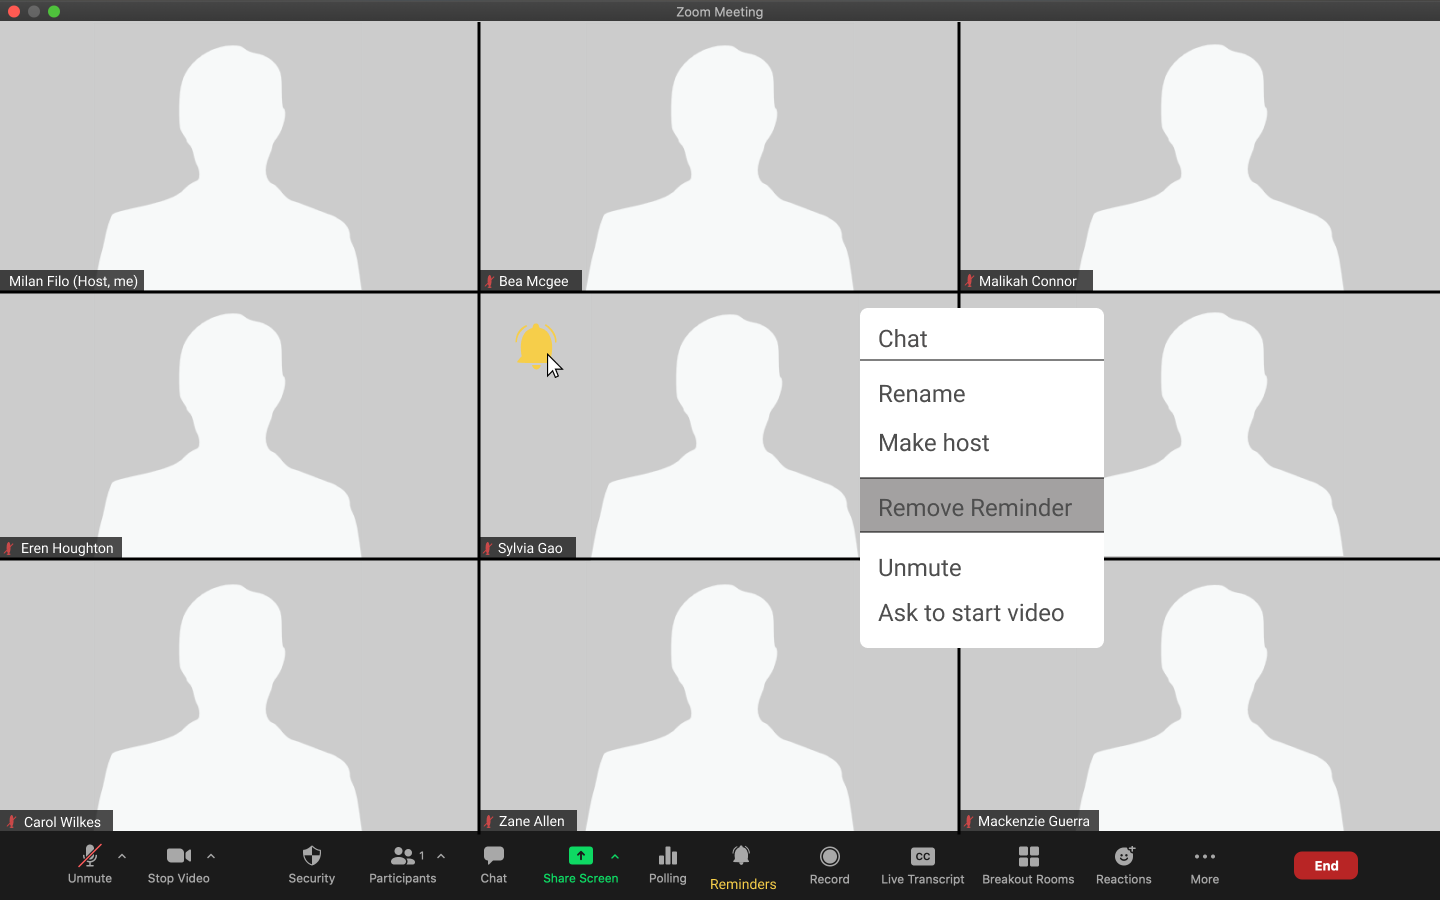 Zoom Meeting
Milan Filo (Host, me)
Bea Mcgee
Malikah Connor
Chat
Rename
Make host
Remove Reminder
Unmute
Ask to start video
Eren Houghton
Sylvia Gao
Carol Wilkes
Zane Allen
Mackenzie Guerra
Unmute
Stop Video
Security
1
Participants
Chat
Share Screen
Polling
Reminders
Record
CC
Live Transcript
Breakout Rooms
Reactions
More
End